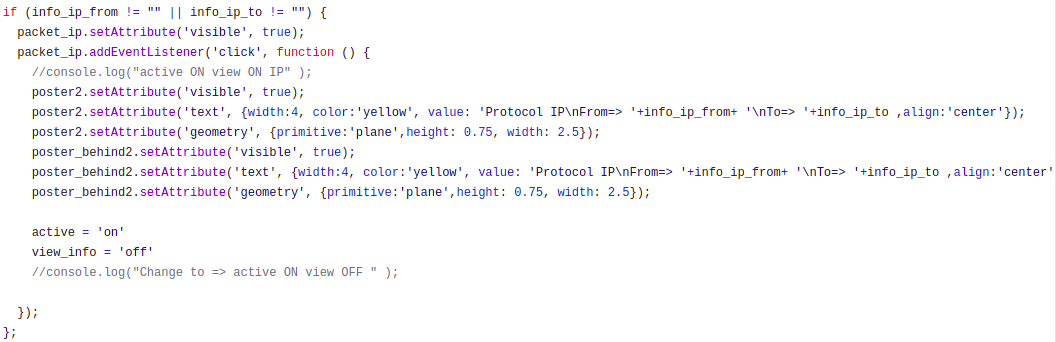 if (info_ip_from != "" || info_ip_to != "") {
  packet_ip.setAttribute('visible', true);
  packet_ip.addEventListener('click', function () {
    //console.log("active ON view ON IP" );
    poster2.setAttribute('visible', true);
    poster2.setAttribute('text', {width:4, color:'yellow', value: 'Protocol IP\nFrom=> '+info_ip_from+ '\nTo=> '+info_ip_to ,align:'center'});
    poster2.setAttribute('geometry', {primitive:'plane',height: 0.75, width: 2.5});
    poster_behind2.setAttribute('visible', true);
    poster_behind2.setAttribute('text', {width:4, color:'yellow', value: 'Protocol IP\nFrom=> '+info_ip_from+ '\nTo=> '+info_ip_to ,align:'center'
    poster_behind2.setAttribute('geometry', {primitive:'plane',height: 0.75, width: 2.5});
    active = 'on'
    view_info = 'off'
    //console.log("Change to => active ON view OFF " );
  });
};